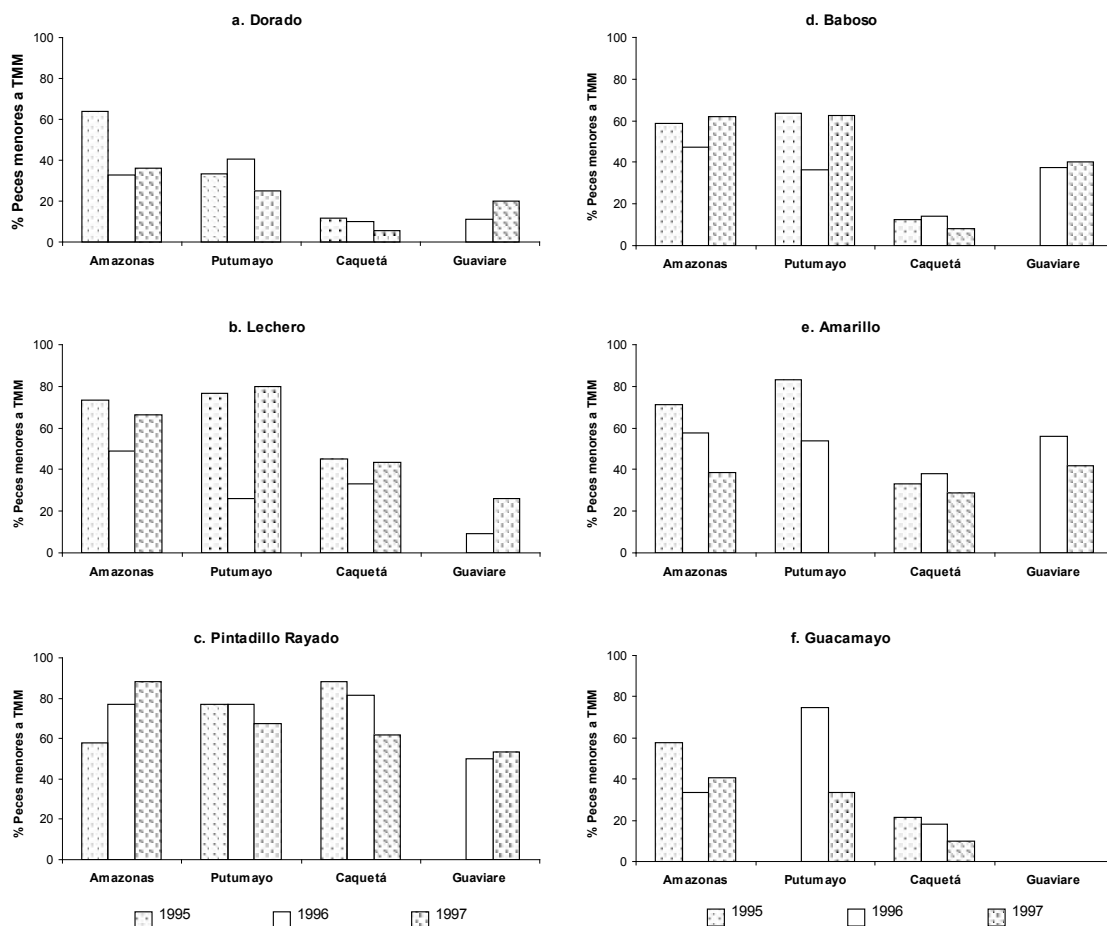 a. Dorado
% Peces menores a TMM
100
80
60
40
20
0
Amazonas Putumayo Caquetá Guaviare
b. Lechero
% Peces menores a TMM
100
80
60
40
20
0
Amazonas Putumayo Caquetá Guaviare
c. Pintadillo Rayado
% Peces menores a TMM
100
80
60
40
20
0
Amazonas Putumayo Caquetá Guaviare
1995 1996 1997
d. Baboso
% Peces menores a TMM
100
80
60
40
20
0
Amazonas Putumayo Caquetá Guaviare
e. Amarillo
% Peces menores a TMM
100
80
60
40
20
0
Amazonas Putumayo Caquetá Guaviare
f. Guacamayo
% Peces menores a TMM
100
80
60
40
20
0
Amazonas Putumayo Caquetá Guaviare
1995 1996 1997